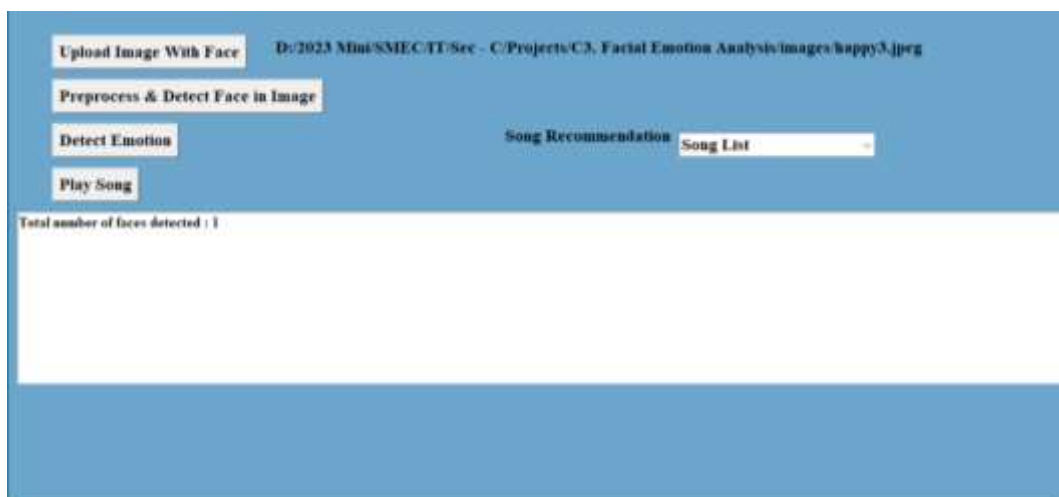 Upload Image With Face D:/2023 Mini/SMEC/IT/Sec - C/Projects/C3. Facial Emotion Analysis/images/happy3.jpeg
Preprocess & Detect Face in Image
Detect Emotion Song Recommendation Song List
Play Song
Total number of faces detected : 1